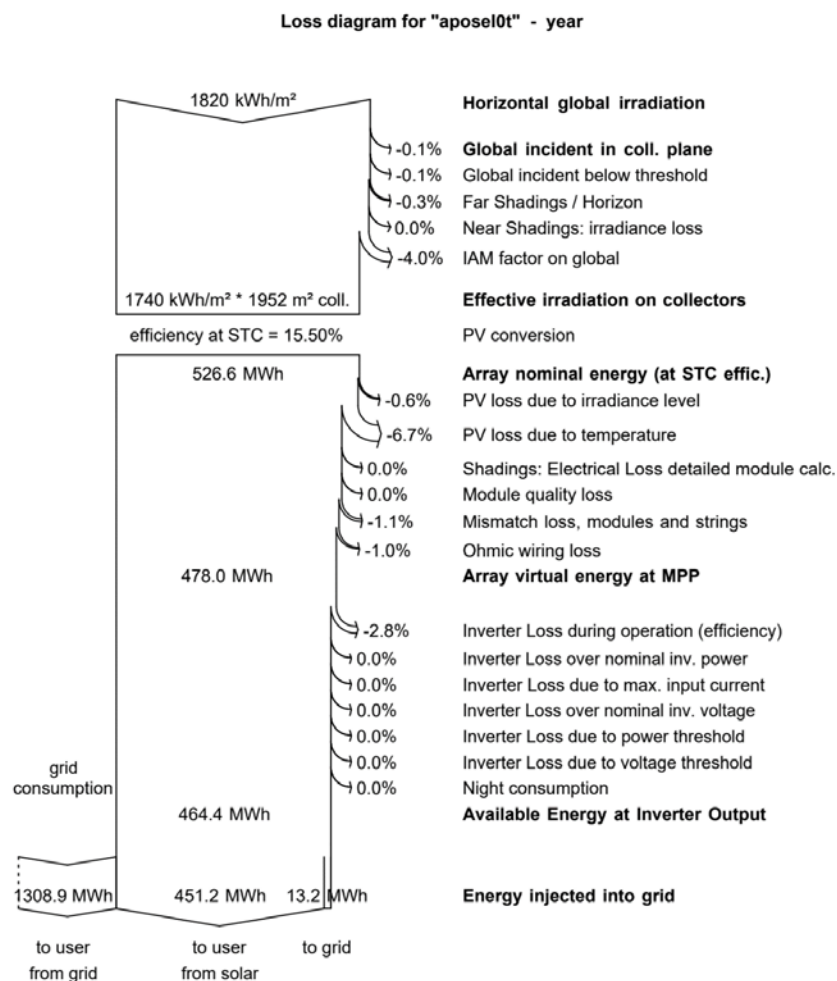 Loss diagram for "aposel0t" - year
1820 kWh/m² Horizontal global irradiation
-0.1% Global incident in coll. plane
-0.1% Global incident below threshold
-0.3% Far Shadings / Horizon
0.0% Near Shadings: irradiance loss
-4.0% IAM factor on global
1740 kWh/m² * 1952 m² coll. Effective irradiation on collectors
efficiency at STC = 15.50% PV conversion
526.6 MWh Array nominal energy (at STC effic.)
-0.6% PV loss due to irradiance level
-6.7% PV loss due to temperature
0.0% Shadings: Electrical Loss detailed module calc.
0.0% Module quality loss
-1.1% Mismatch loss, modules and strings
-1.0% Ohmic wiring loss
478.0 MWh Array virtual energy at MPP
-2.8% Inverter Loss during operation (efficiency)
0.0% Inverter Loss over nominal inv. power
0.0% Inverter Loss due to max. input current
0.0% Inverter Loss over nominal inv. voltage
0.0% Inverter Loss due to power threshold
0.0% Inverter Loss due to voltage threshold
grid
consumption
0.0% Night consumption
464.4 MWh Available Energy at Inverter Output
1308.9 MWh 451.2 MWh 13.2 MWh Energy injected into grid
to user to user to grid
from grid from solar